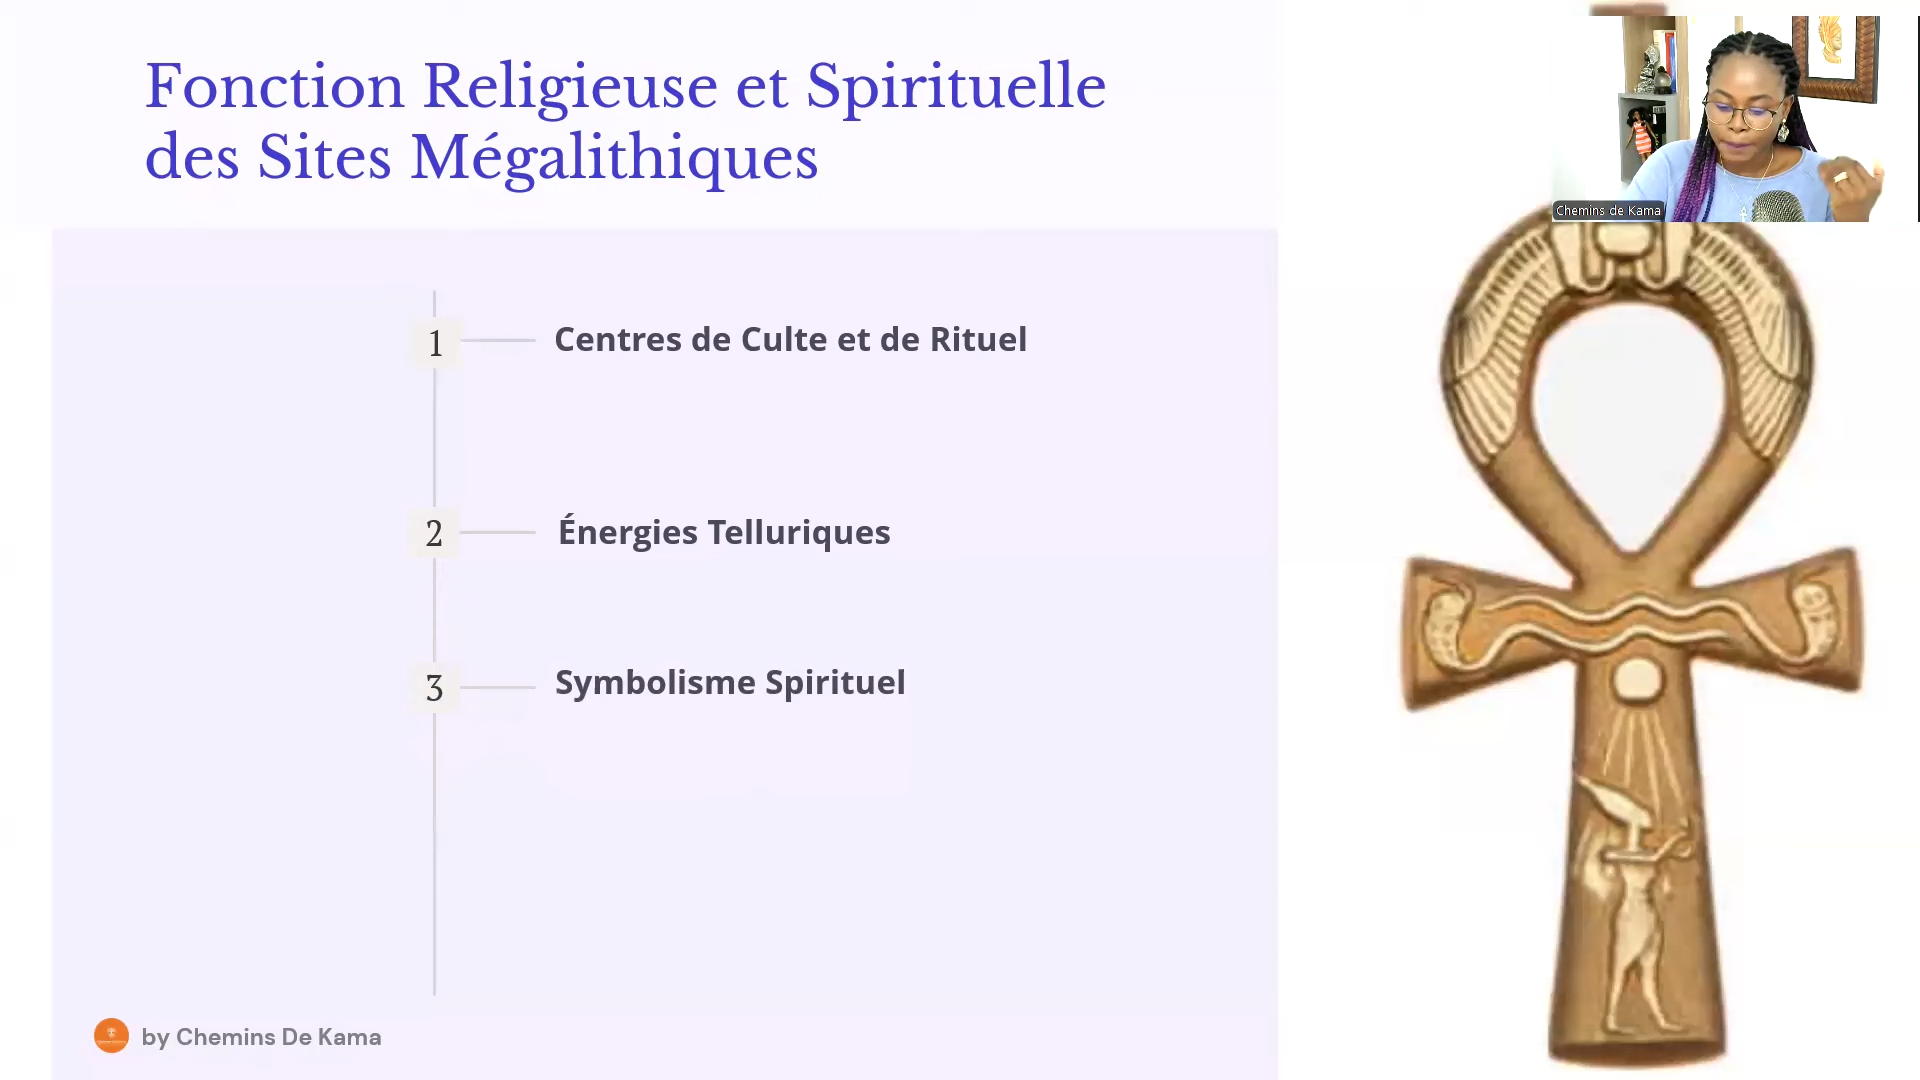 Fonction Religieuse et Spirituelle
des Sites Mégalithiques
Chemins de Kama
1
Centres de Culte et de Rituel
2
Énergies Telluriques
3
Symbolisme Spirituel
by Chemins De Kama